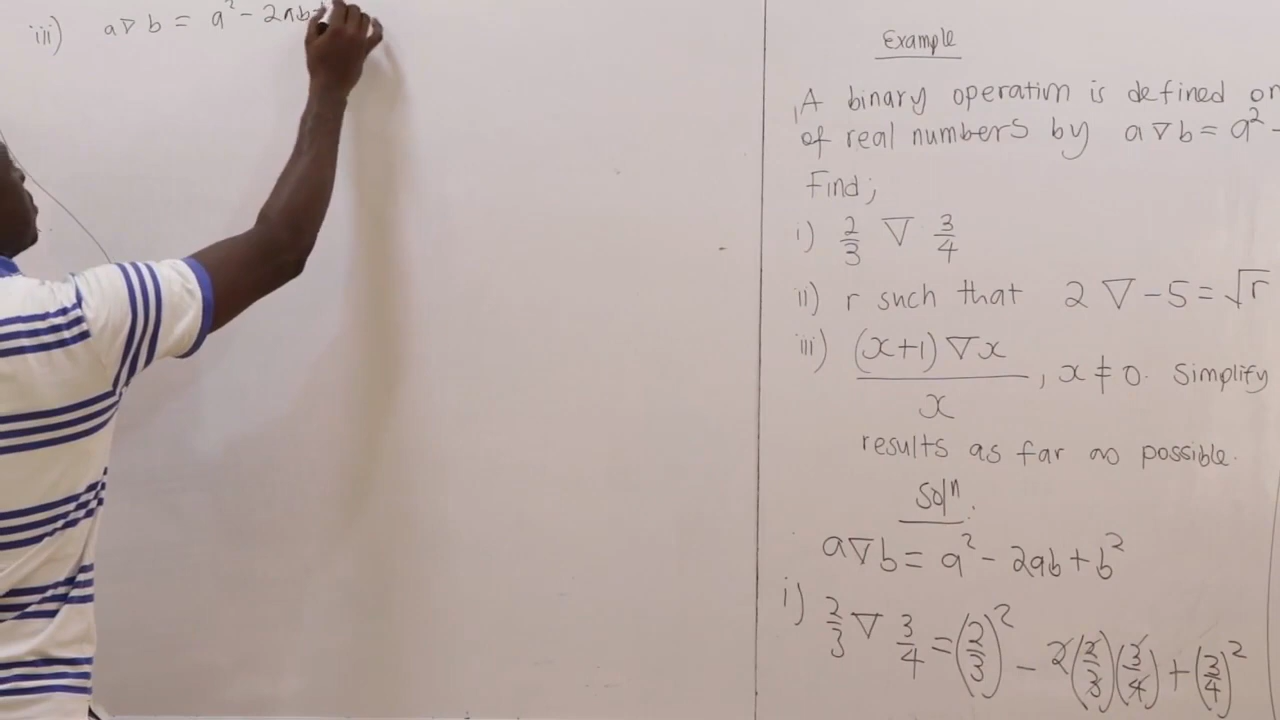 iii) a∇b = a² - 2ab+
Example
A binary operation is defined on
of real numbers by a∇b = a² -
Find;
i) 2/3 ∇ 3/4
ii) r such that 2 ∇ -5 = √r
iii) (x+1)∇x / x , x ≠ 0. Simplify
results as far as possible.
Solⁿ.
a∇b = a² - 2ab + b²
i) 2/3 ∇ 3/4 = (2/3)² - 2(2/3)(3/4) + (3/4)²